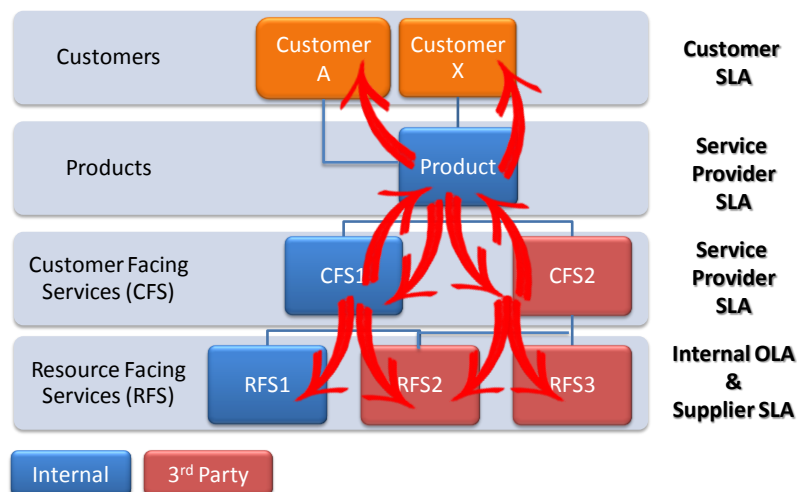 Customers
Customer
A
Customer
X
Customer
SLA
Products
Product
Service
Provider
SLA
Customer Facing
Services (CFS)
CFS1
CFS2
Service
Provider
SLA
Resource Facing
Services (RFS)
RFS1
RFS2
RFS3
Internal OLA
&
Supplier SLA
Internal
3rd Party